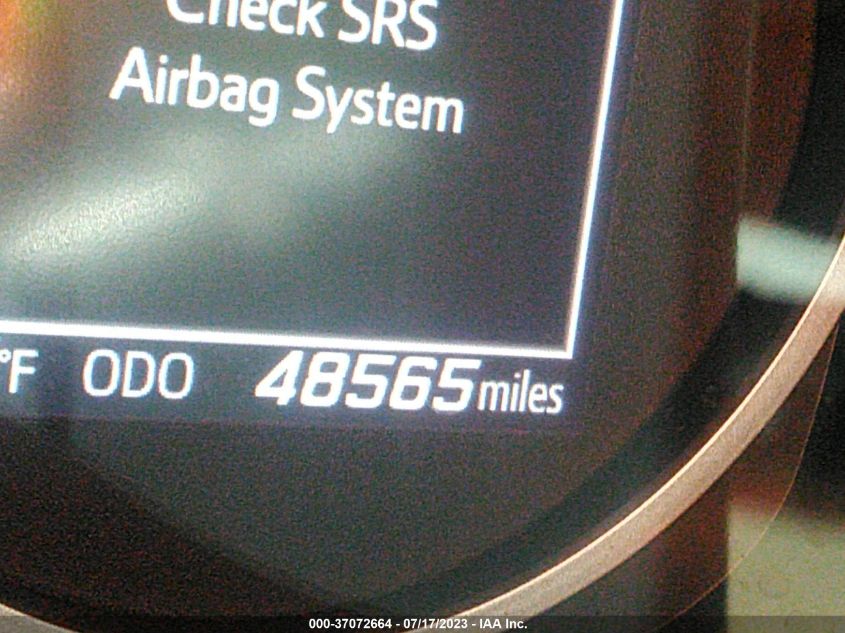 Check SRS
Airbag System
°F ODO 48565 miles
000-37072664 - 07/17/2023 - IAA Inc.